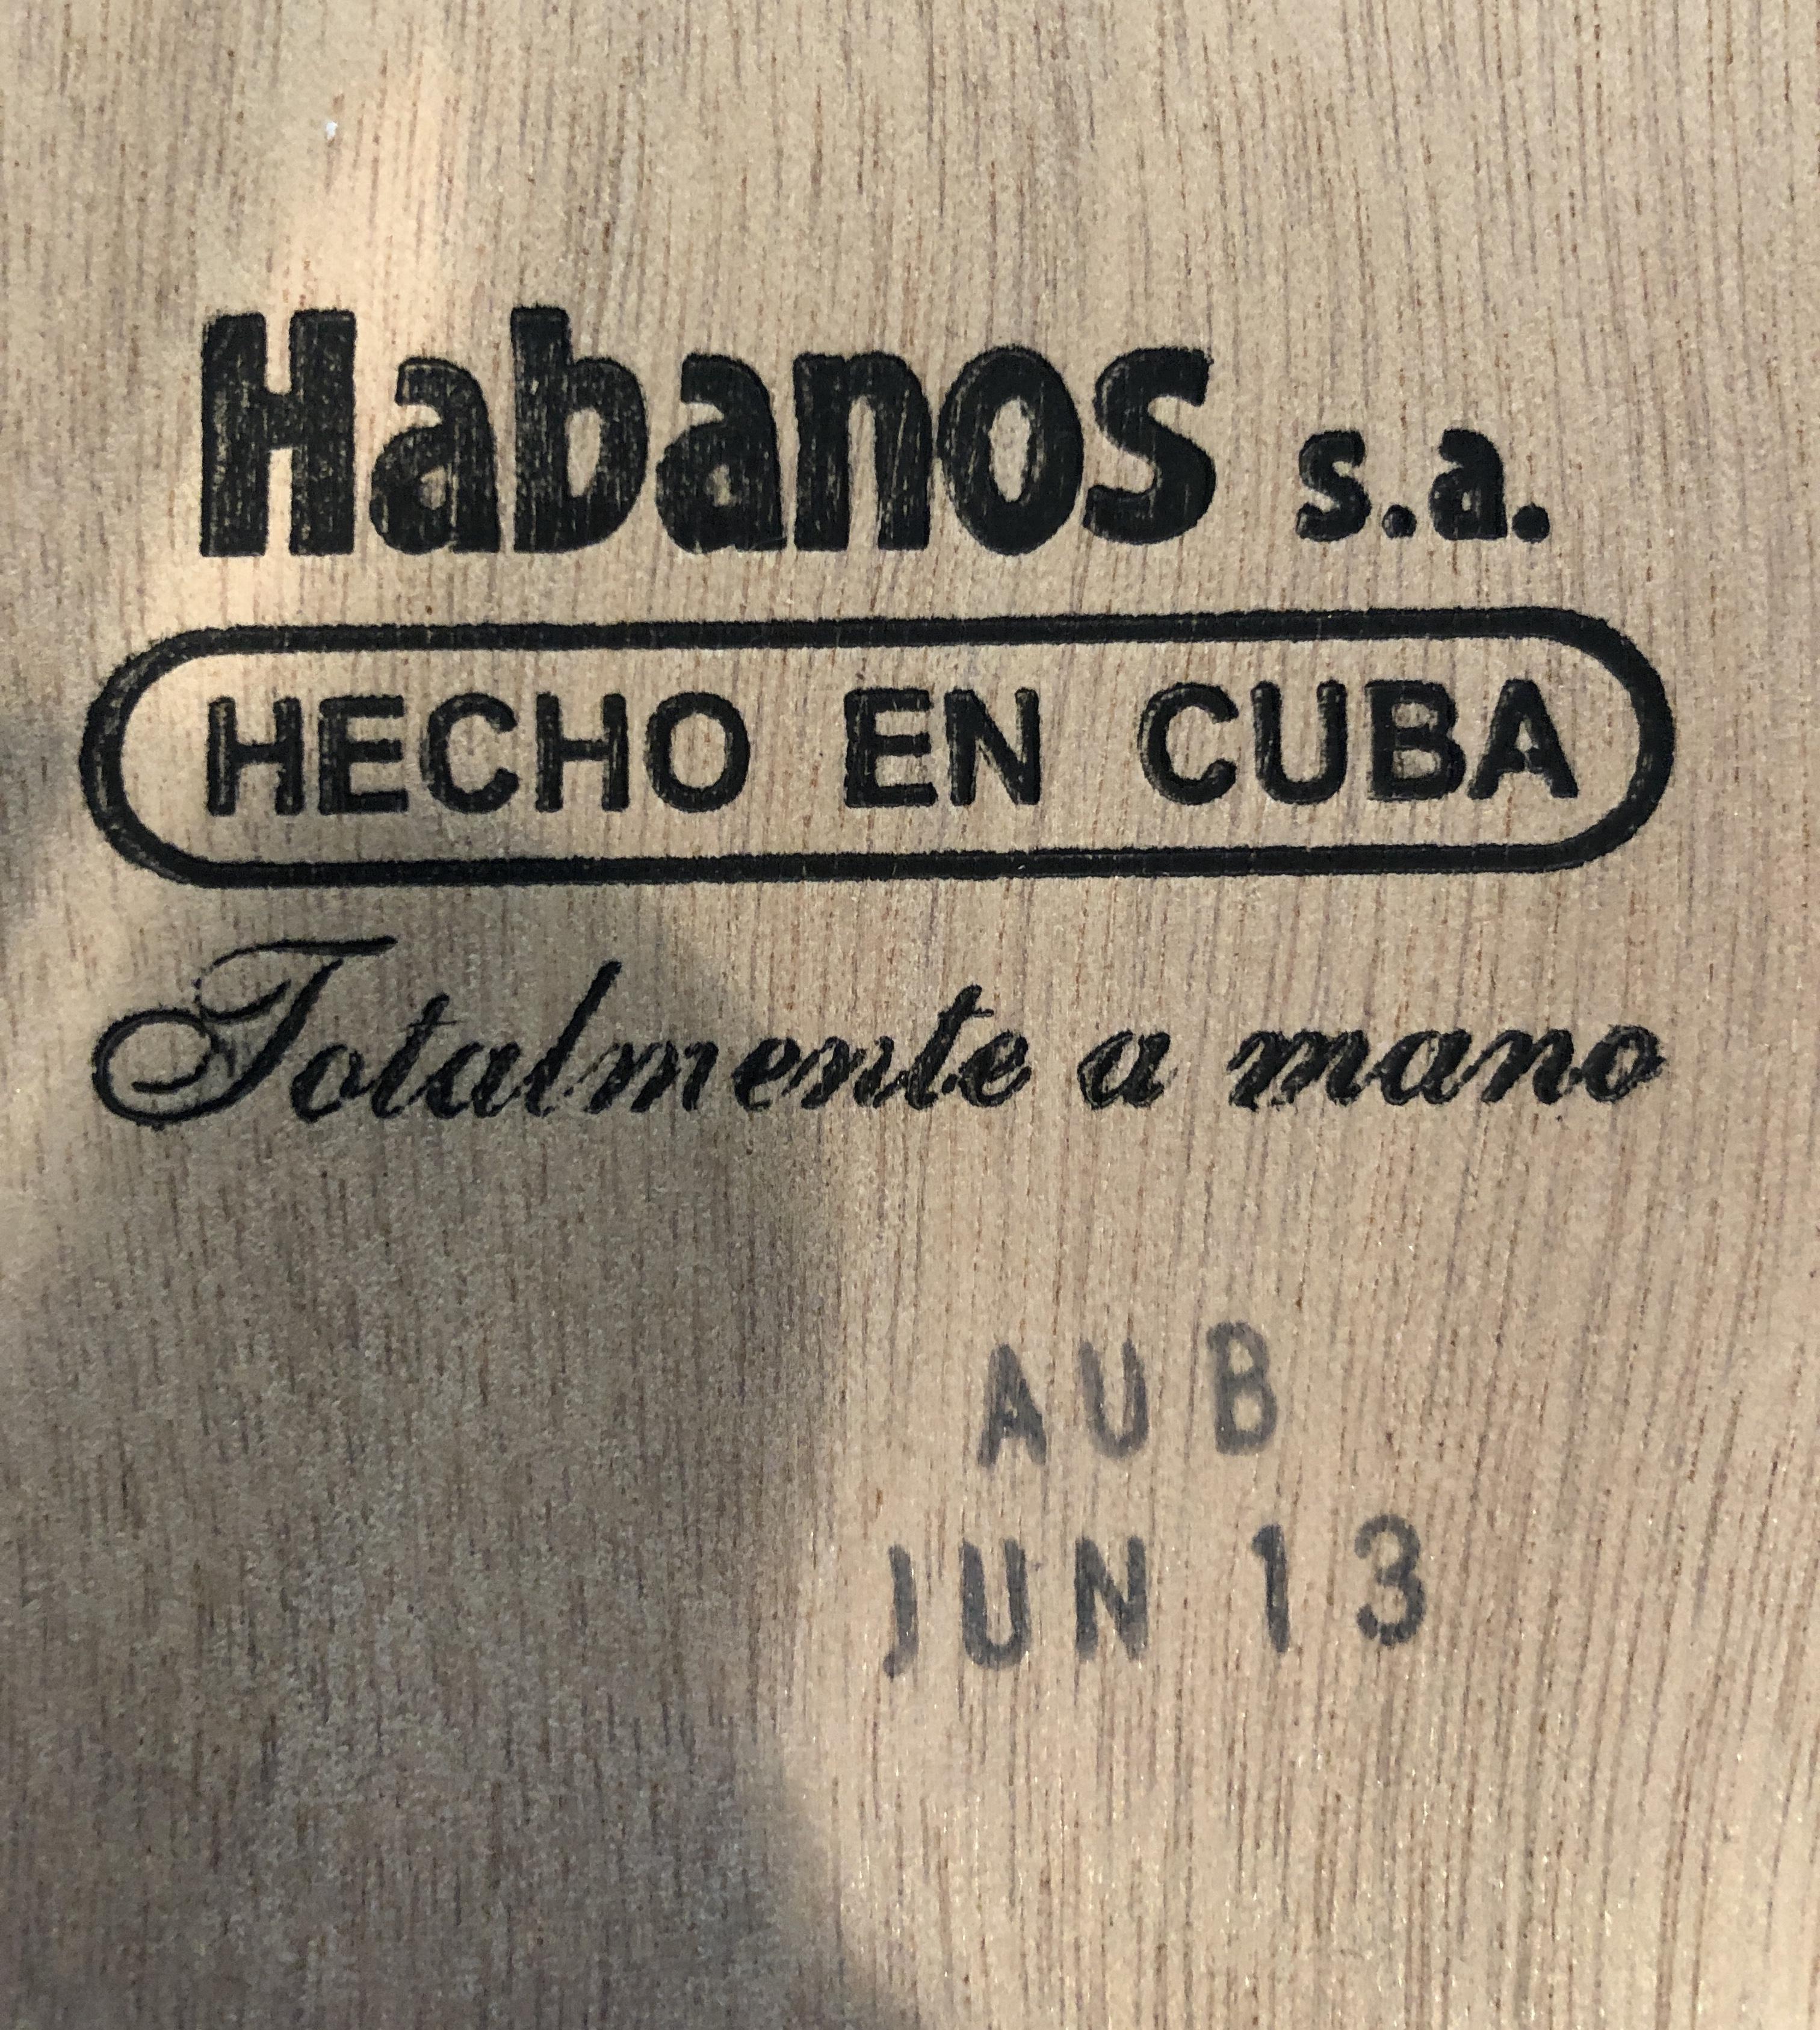 Habanos s.a.
HECHO EN CUBA
Totalmente a mano
AUB
JUN 13